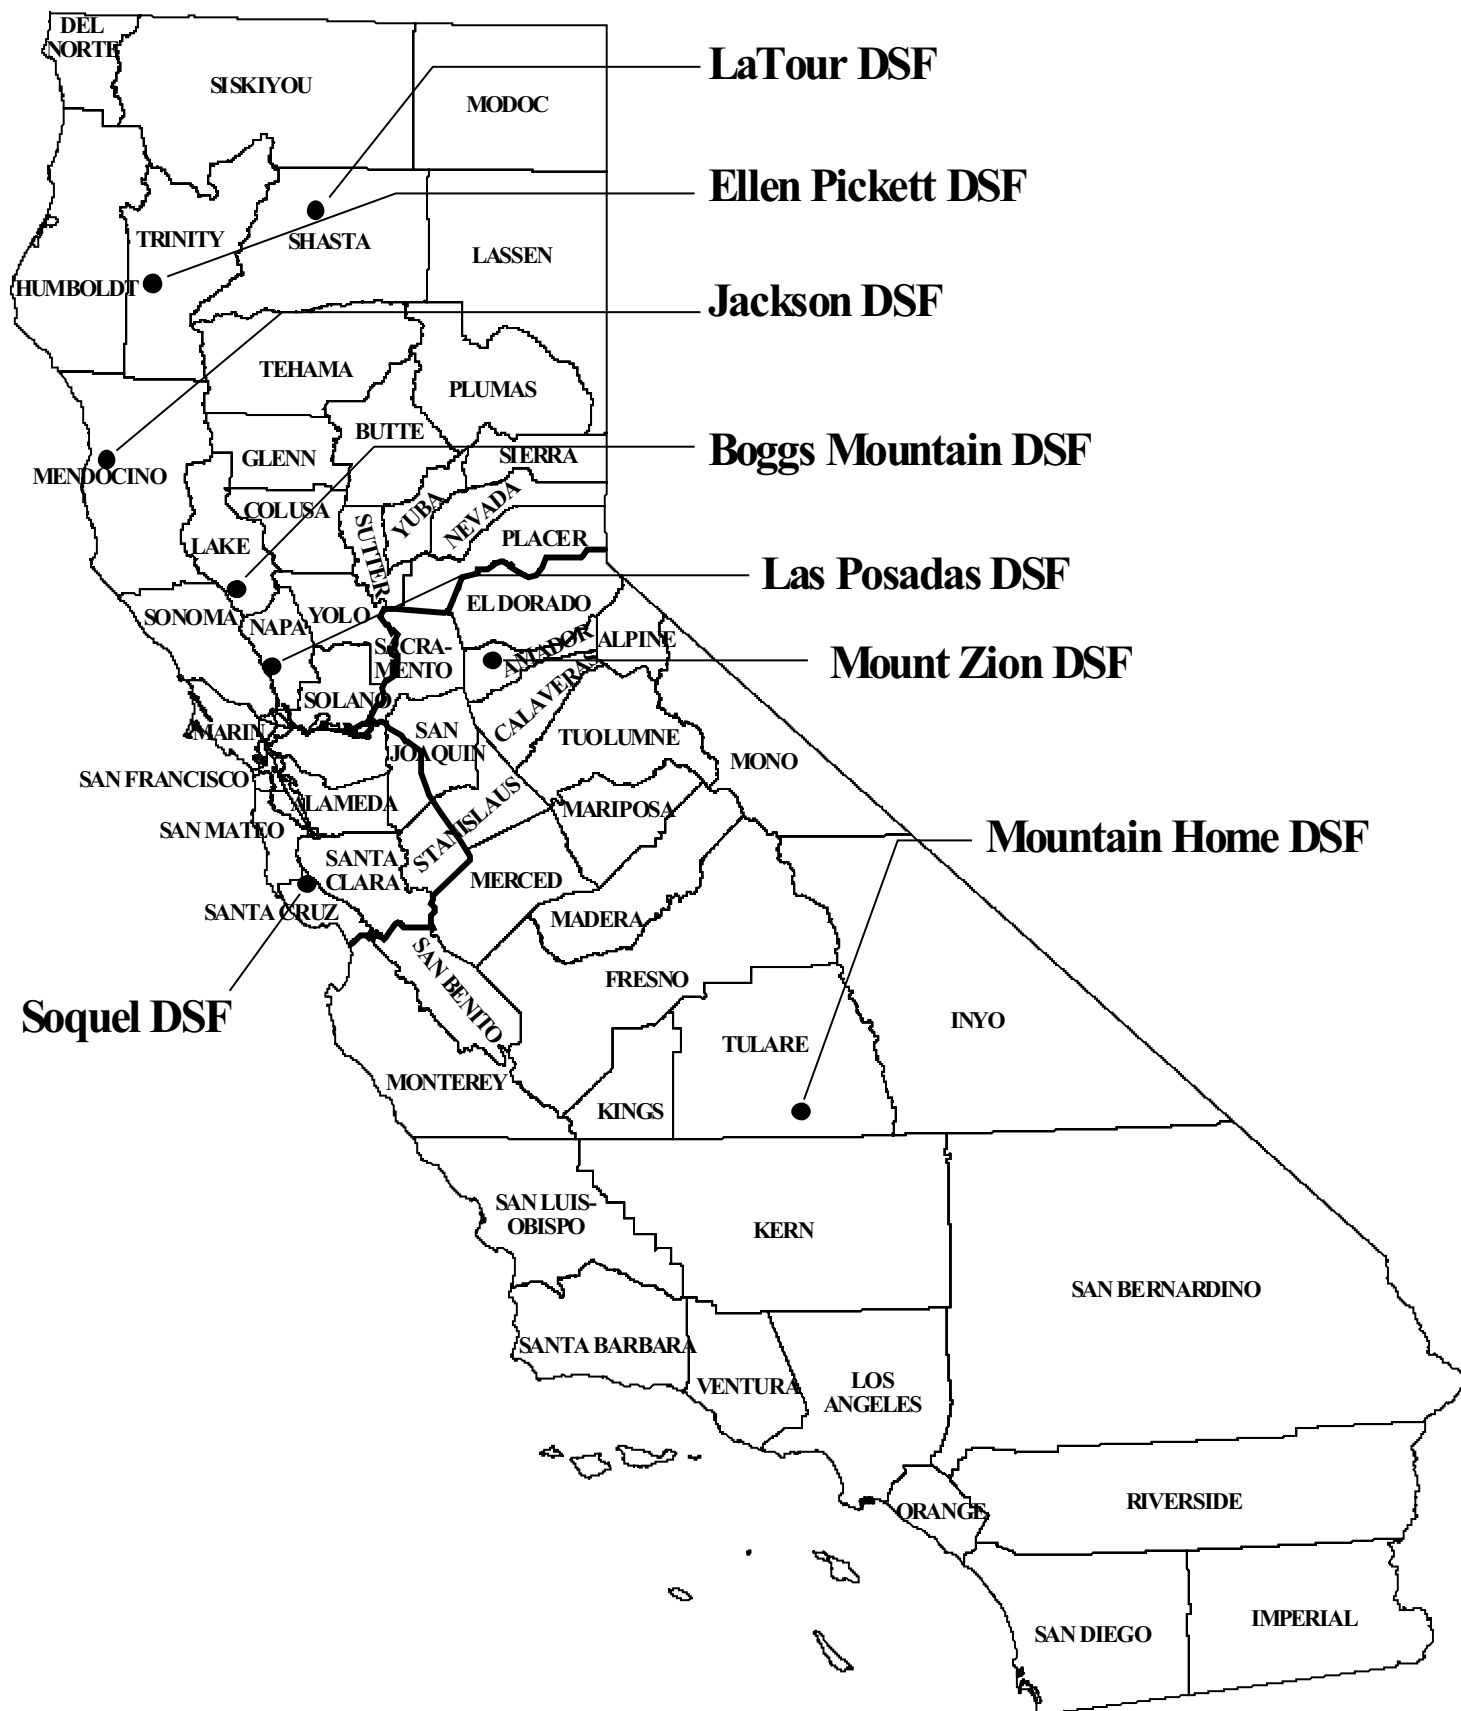 DEL
NORTE
SISKIYOU
MODOC
LaTour DSF
Ellen Pickett DSF
TRINITY
SHASTA
LASSEN
HUMBOLDT
Jackson DSF
TEHAMA
PLUMAS
BUTTE
Boggs Mountain DSF
GLENN
SIERRA
MENDOCINO
COLUSA
SUTTER
YUBA
NEVADA
PLACER
LAKE
Las Posadas DSF
EL DORADO
SONOMA
NAPA
YOLO
SACRA-
MENTO
AMADOR
ALPINE
Mount Zion DSF
SOLANO
CALAVERAS
MARIN
SAN
JOAQUIN
TUOLUMNE
MONO
SAN FRANCISCO
ALAMEDA
STANISLAUS
MARIPOSA
SAN MATEO
Mountain Home DSF
SANTA
CLARA
MERCED
SANTA CRUZ
MADERA
SAN BENITO
FRESNO
Soquel DSF
INYO
TULARE
MONTEREY
KINGS
SAN LUIS-
OBISPO
KERN
SAN BERNARDINO
SANTA BARBARA
VENTURA
LOS
ANGELES
ORANGE
RIVERSIDE
SAN DIEGO
IMPERIAL